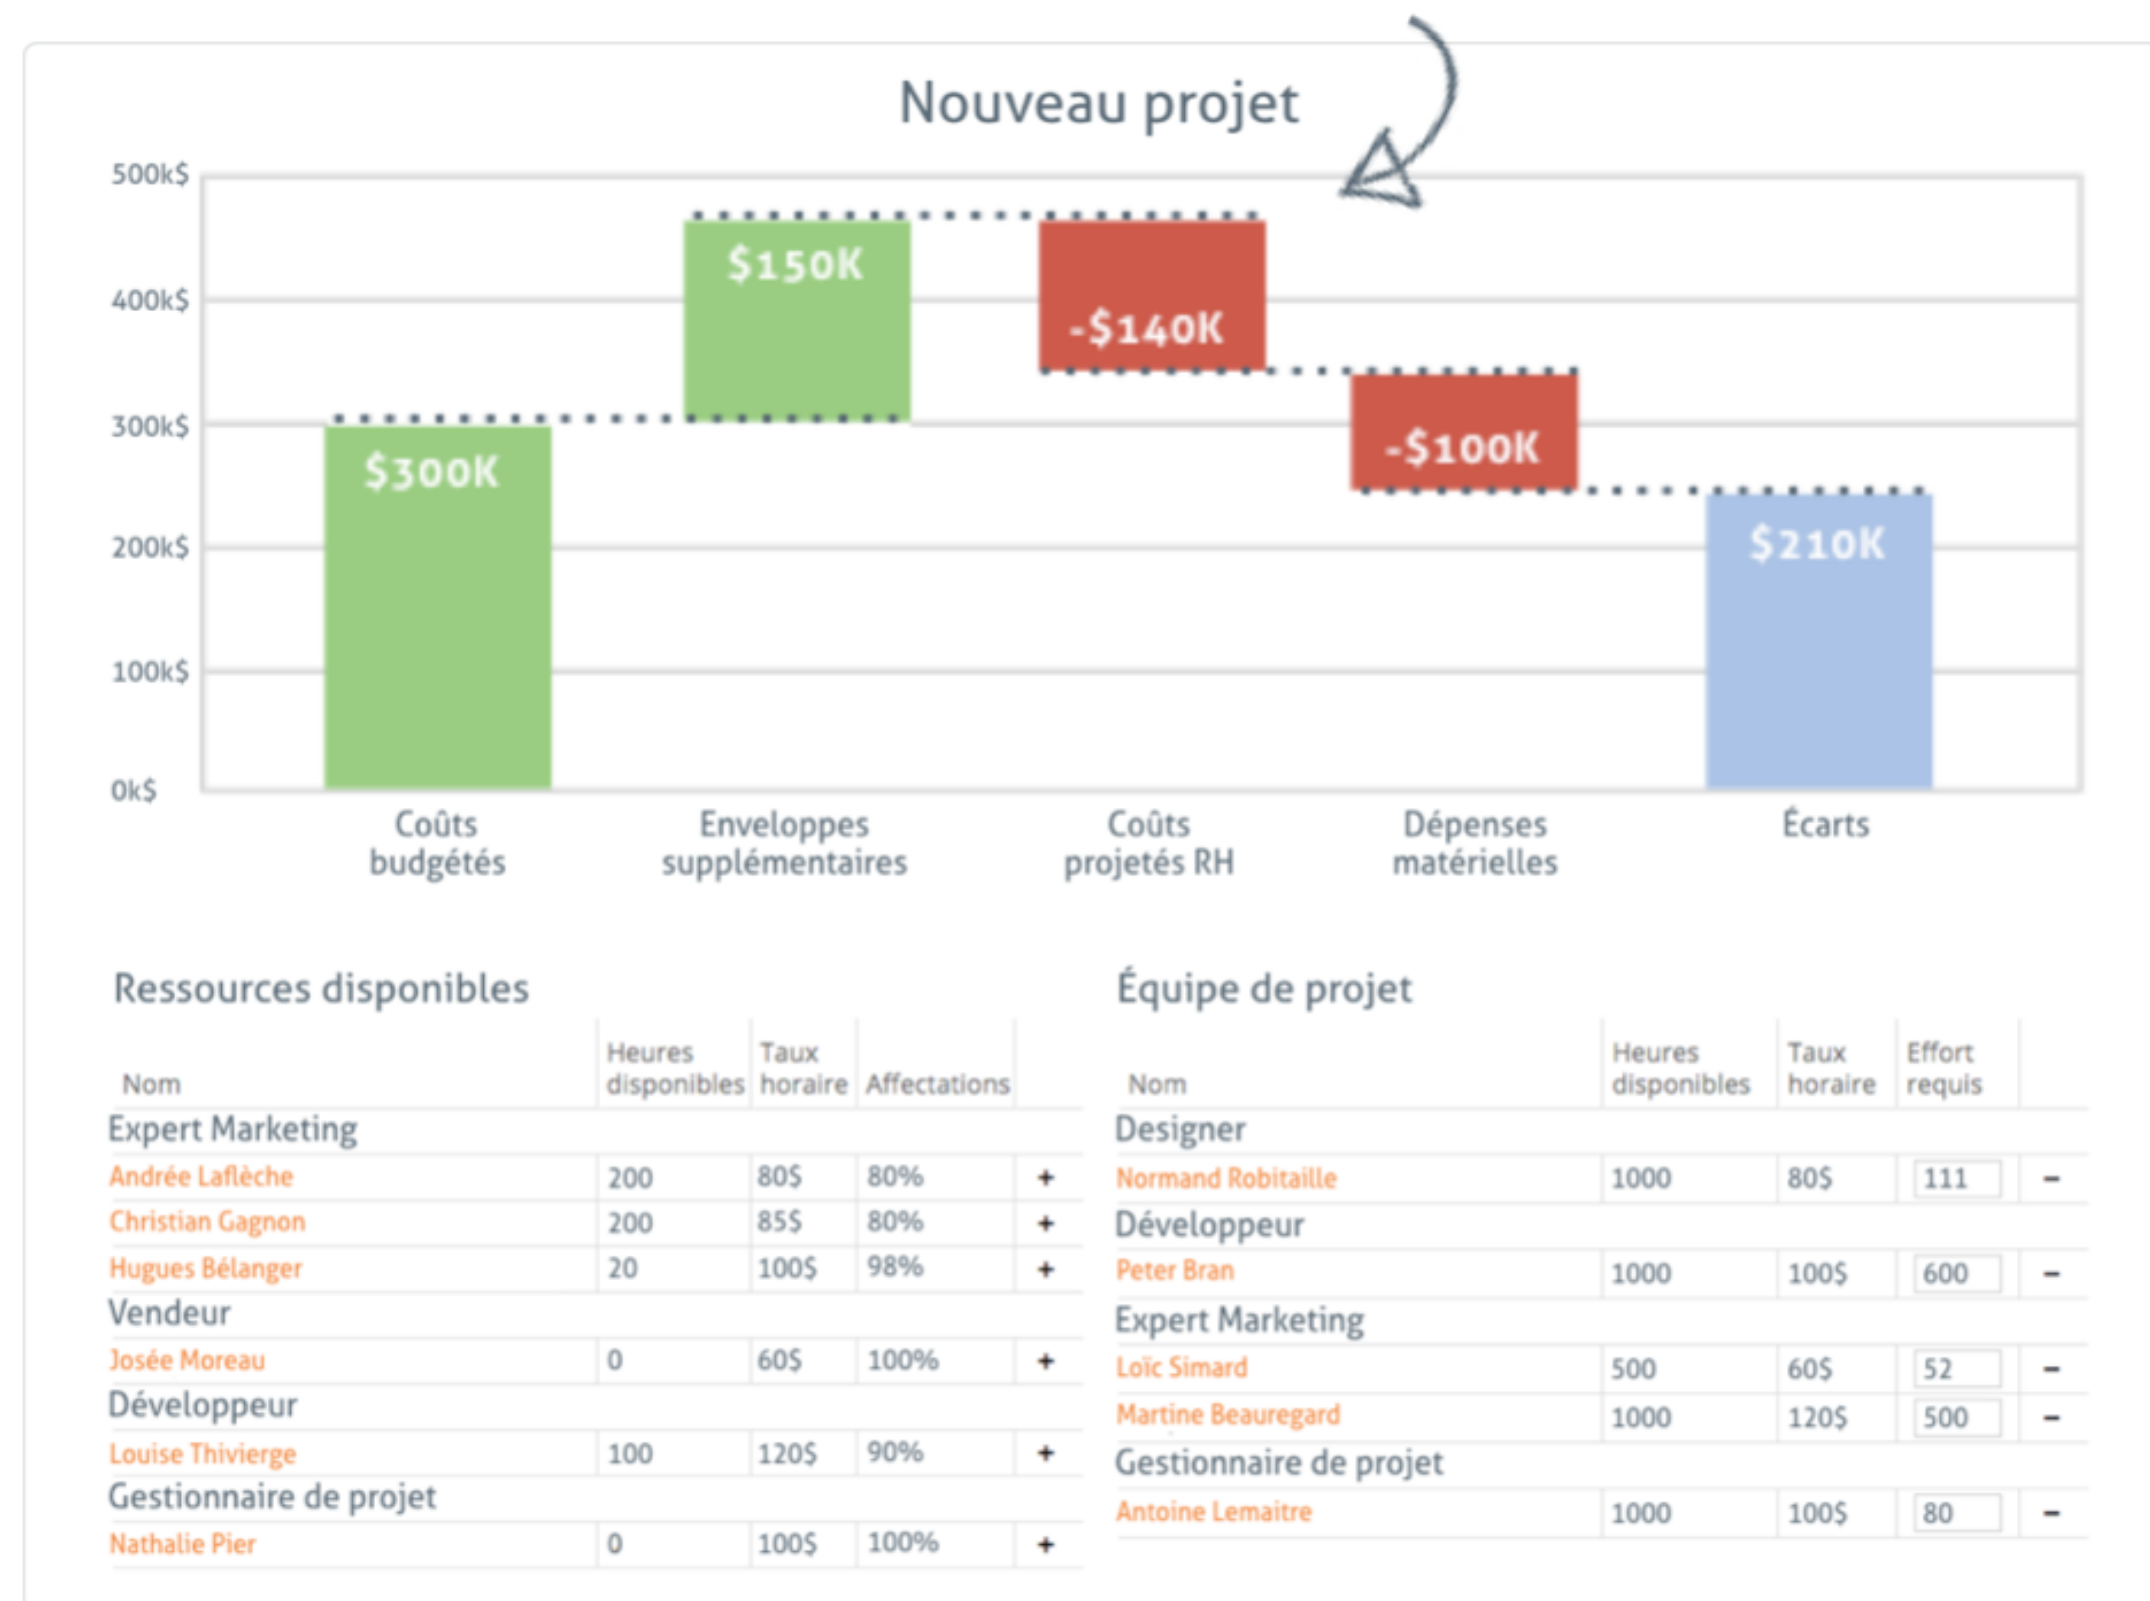 Nouveau projet
500k$
400k$
300k$
200k$
100k$
0k$
$300K
$150K
-$140K
-$100K
$210K
Coûts
budgétés
Enveloppes
supplémentaires
Coûts
projetés RH
Dépenses
matérielles
Écarts
Ressources disponibles
Nom Heures disponibles Taux horaire Affectations
Expert Marketing
Andrée Laflèche 200 80$ 80% +
Christian Gagnon 200 85$ 80% +
Hugues Bélanger 20 100$ 98% +
Vendeur
Josée Moreau 0 60$ 100% +
Développeur
Louise Thivierge 100 120$ 90% +
Gestionnaire de projet
Nathalie Pier 0 100$ 100% +
Équipe de projet
Nom Heures disponibles Taux horaire Effort requis
Designer
Normand Robitaille 1000 80$ 111 –
Développeur
Peter Bran 1000 100$ 600 –
Expert Marketing
Loïc Simard 500 60$ 52 –
Martine Beauregard 1000 120$ 500 –
Gestionnaire de projet
Antoine Lemaitre 1000 100$ 80 –